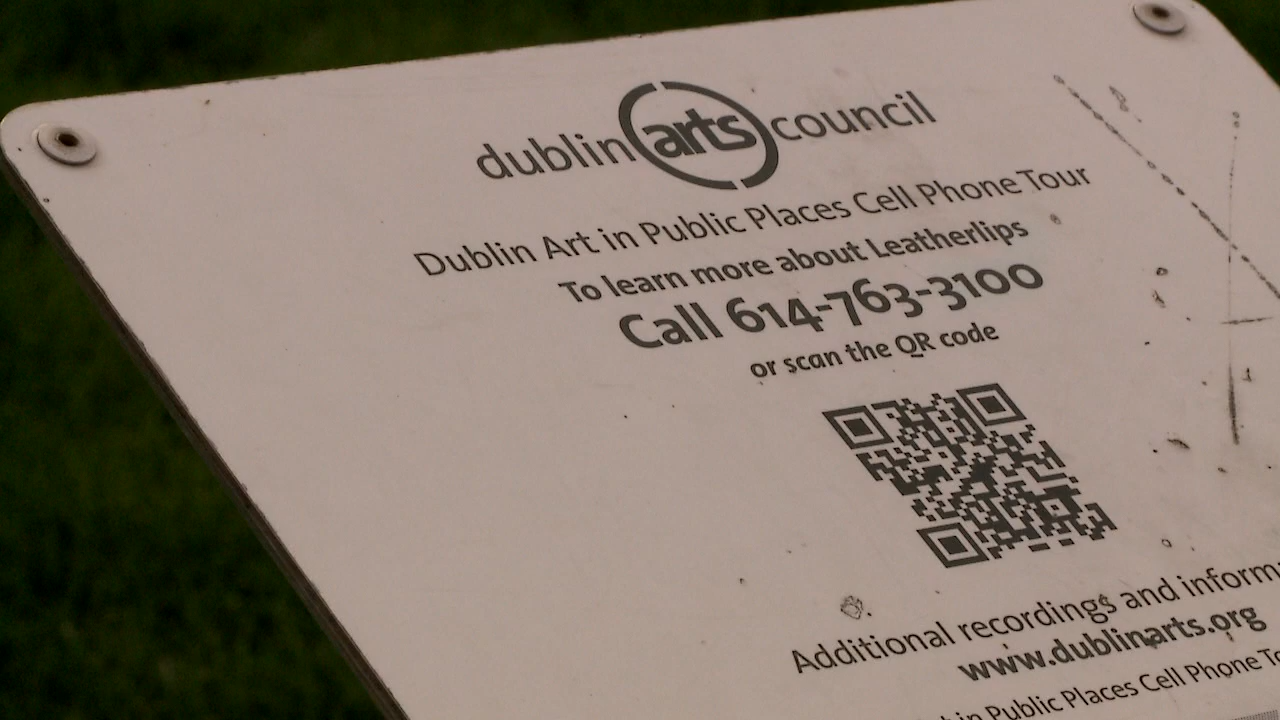 dublin arts council
Dublin Art in Public Places Cell Phone Tour
To learn more about Leatherlips
Call 614-763-3100
or scan the QR code
Additional recordings and
www.dublinarts.org
in Public Places Cell Phone